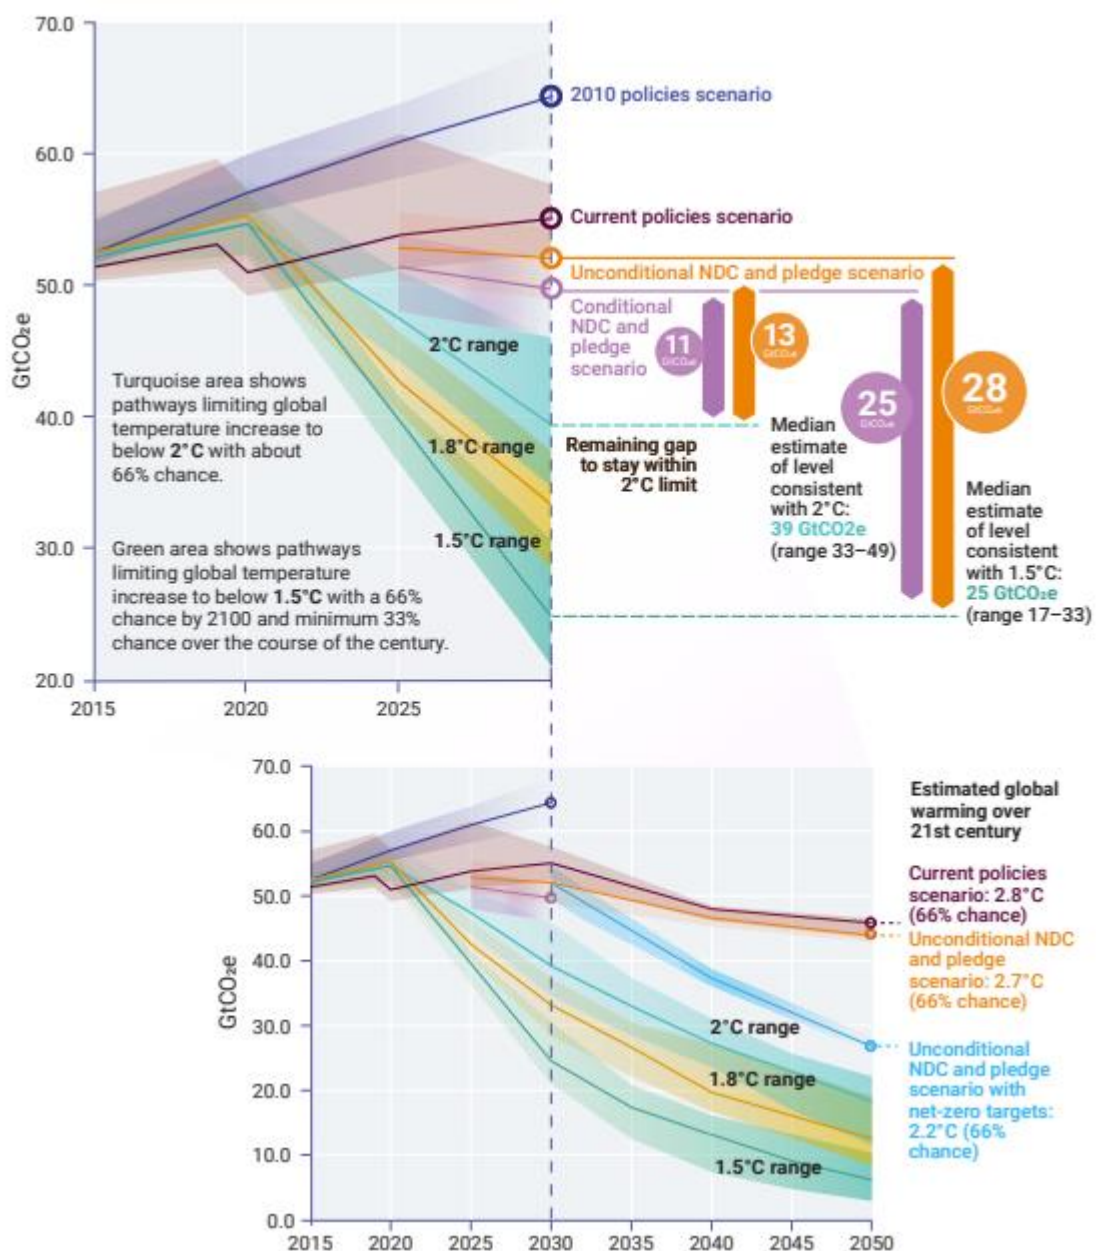 70.0
60.0
50.0
40.0
30.0
20.0
GtCO₂e
2015
2020
2025
2010 policies scenario
Current policies scenario
Unconditional NDC and pledge scenario
Conditional
NDC and
pledge
scenario
11
GtCO₂e
13
GtCO₂e
25
GtCO₂e
28
GtCO₂e
2°C range
1.8°C range
1.5°C range
Turquoise area shows
pathways limiting global
temperature increase to
below 2°C with about
66% chance.
Green area shows pathways
limiting global temperature
increase to below 1.5°C with a 66%
chance by 2100 and minimum 33%
chance over the course of the century.
Remaining gap
to stay within
2°C limit
Median
estimate
of level
consistent
with 2°C:
39 GtCO2e
(range 33–49)
Median
estimate
of level
consistent
with 1.5°C:
25 GtCO₂e
(range 17–33)
70.0
60.0
50.0
40.0
30.0
20.0
10.0
0.0
GtCO₂e
2015
2020
2025
2030
2035
2040
2045
2050
2°C range
1.8°C range
1.5°C range
Estimated global
warming over
21st century
Current policies
scenario: 2.8°C
(66% chance)
Unconditional NDC
and pledge
scenario: 2.7°C
(66% chance)
Unconditional
NDC and pledge
scenario with
net-zero targets:
2.2°C (66%
chance)